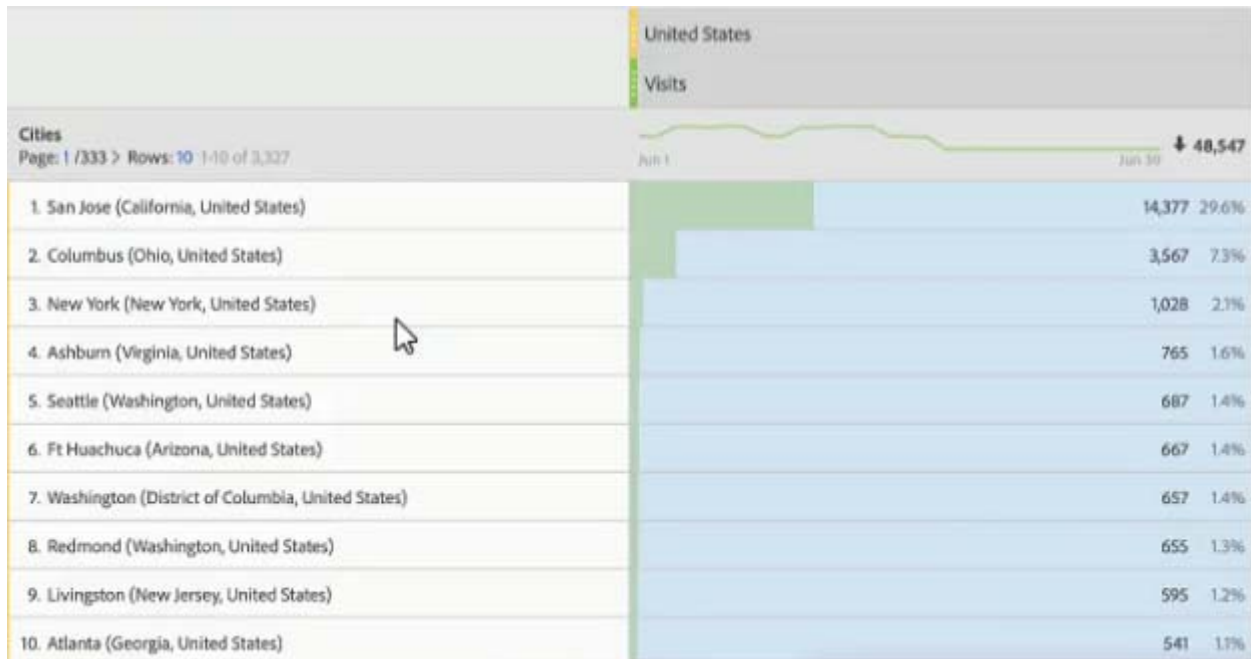 United States
Visits
Cities
Page: 1 /333 > Rows: 10 1-10 of 3,327
Jun 1
Jun 30
48,547
1. San Jose (California, United States) 14,377 29.6%
2. Columbus (Ohio, United States) 3,567 7.3%
3. New York (New York, United States) 1,028 2.1%
4. Ashburn (Virginia, United States) 765 1.6%
5. Seattle (Washington, United States) 687 1.4%
6. Ft Huachuca (Arizona, United States) 667 1.4%
7. Washington (District of Columbia, United States) 657 1.4%
8. Redmond (Washington, United States) 655 1.3%
9. Livingston (New Jersey, United States) 595 1.2%
10. Atlanta (Georgia, United States) 541 1.1%